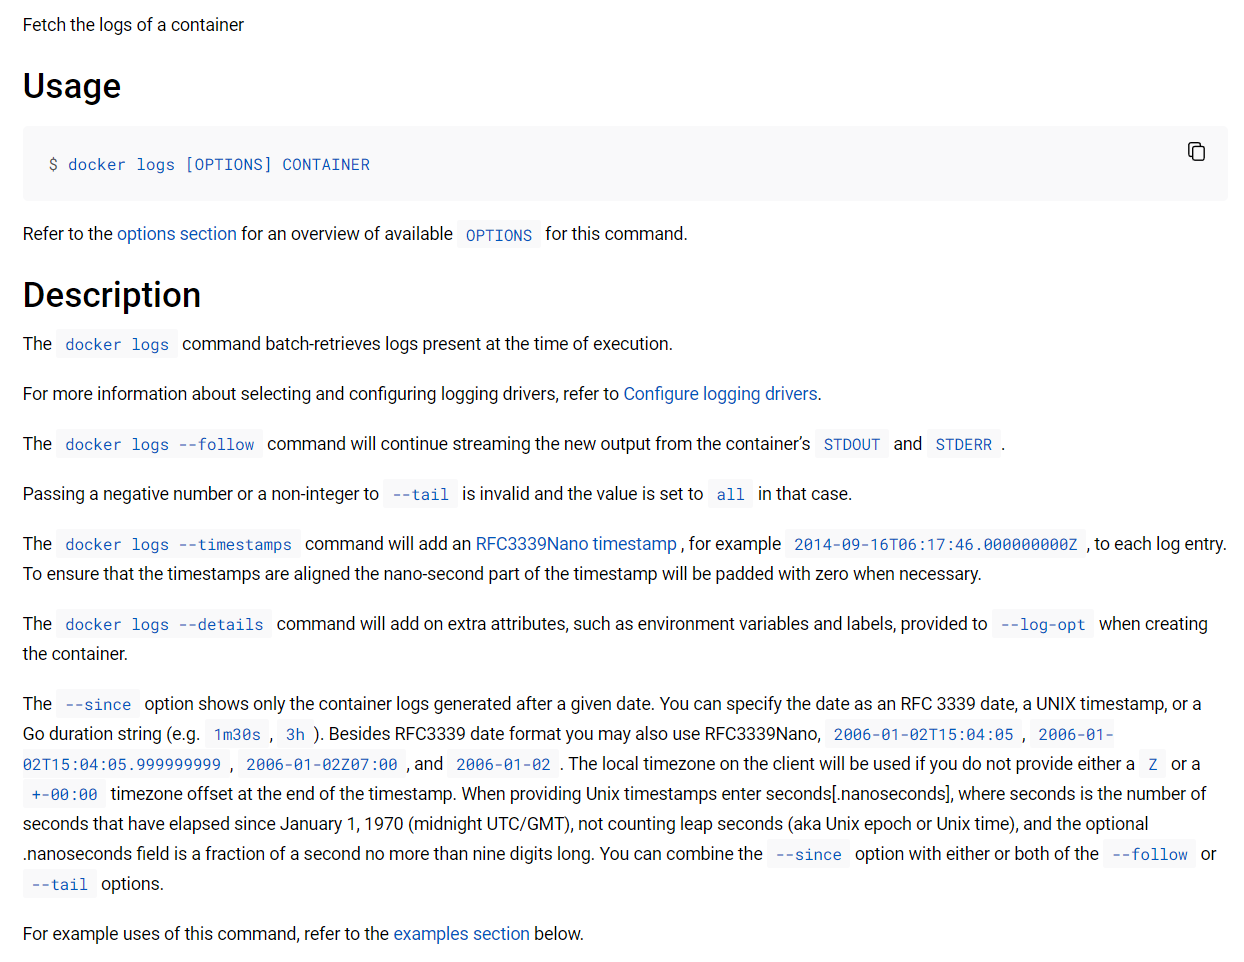 Fetch the logs of a container
Usage
$ docker logs [OPTIONS] CONTAINER
Refer to the options section for an overview of available OPTIONS for this command.
Description
The docker logs command batch-retrieves logs present at the time of execution.
For more information about selecting and configuring logging drivers, refer to Configure logging drivers.
The docker logs --follow command will continue streaming the new output from the container’s STDOUT and STDERR .
Passing a negative number or a non-integer to --tail is invalid and the value is set to all in that case.
The docker logs --timestamps command will add an RFC3339Nano timestamp , for example 2014-09-16T06:17:46.000000000Z , to each log entry.
To ensure that the timestamps are aligned the nano-second part of the timestamp will be padded with zero when necessary.
The docker logs --details command will add on extra attributes, such as environment variables and labels, provided to --log-opt when creating
the container.
The --since option shows only the container logs generated after a given date. You can specify the date as an RFC 3339 date, a UNIX timestamp, or a
Go duration string (e.g. 1m30s , 3h ). Besides RFC3339 date format you may also use RFC3339Nano, 2006-01-02T15:04:05 , 2006-01-
02T15:04:05.999999999 , 2006-01-02Z07:00 , and 2006-01-02 . The local timezone on the client will be used if you do not provide either a Z or a
+-00:00 timezone offset at the end of the timestamp. When providing Unix timestamps enter seconds[.nanoseconds], where seconds is the number of
seconds that have elapsed since January 1, 1970 (midnight UTC/GMT), not counting leap seconds (aka Unix epoch or Unix time), and the optional
.nanoseconds field is a fraction of a second no more than nine digits long. You can combine the --since option with either or both of the --follow or
--tail options.
For example uses of this command, refer to the examples section below.